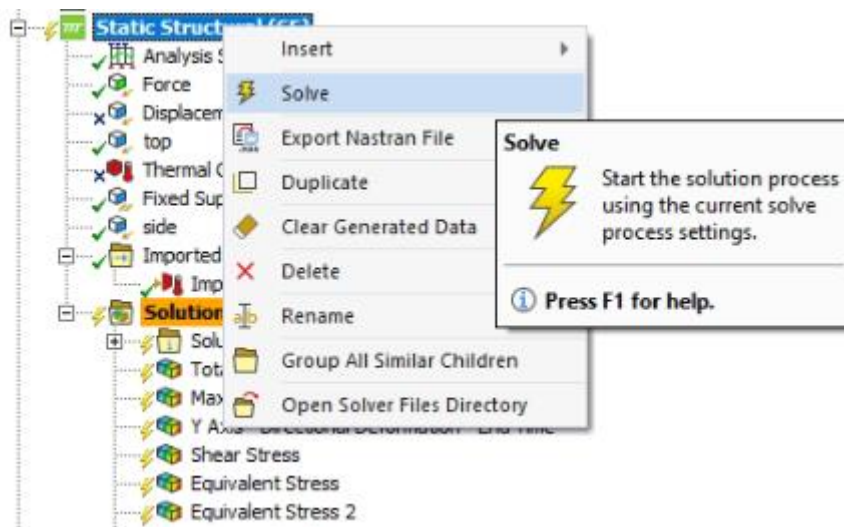 Static Structural (C5)
Insert
Analysis S
Force
Solve
Displacem
Export Nastran File
top
Duplicate
Thermal C
Fixed Sup
Clear Generated Data
side
Delete
Imported
Imp
Rename
Solution
Solu
Group All Similar Children
Tota
Max
Open Solver Files Directory
Y Axis - Directional Deformation - End Time
Shear Stress
Equivalent Stress
Equivalent Stress 2
Solve
Start the solution process
using the current solve
process settings.
Press F1 for help.